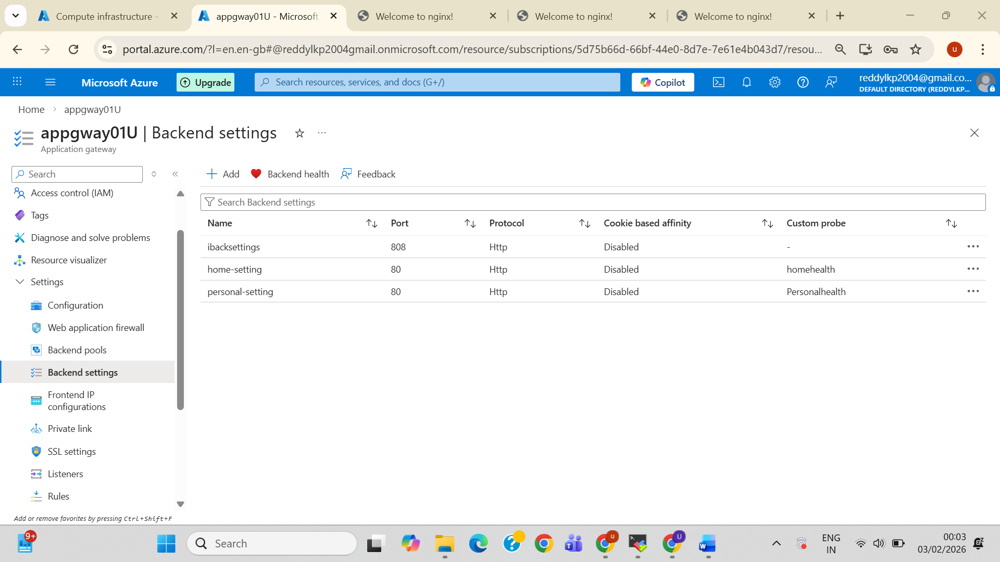 Compute infrastructure -
appgway01U - Microsoft
Welcome to nginx!
Welcome to nginx!
Welcome to nginx!
portal.azure.com/?l=en.en-gb#@reddylkp2004gmail.onmicrosoft.com/resource/subscriptions/5d75b66d-66bf-44e0-8d7e-7e61e4b043d7/resou...
u
Microsoft Azure
Upgrade
Search resources, services, and docs (G+/)
Copilot
reddylkp2004@gmail.co...
DEFAULT DIRECTORY (REDDYLKP...
Home > appgway01U
appgway01U | Backend settings
Application gateway
Search
Add
Backend health
Feedback
Access control (IAM)
Tags
Diagnose and solve problems
Resource visualizer
Settings
Configuration
Web application firewall
Backend pools
Backend settings
Frontend IP
configurations
Private link
SSL settings
Listeners
Rules
Add or remove favorites by pressing Ctrl+Shift+F
Search Backend settings
Name Port Protocol Cookie based affinity Custom probe
ibacksettings 808 Http Disabled -
home-setting 80 Http Disabled homehealth
personal-setting 80 Http Disabled Personalhealth
9+
Search
u
U
ENG
IN
00:03
03/02/2026